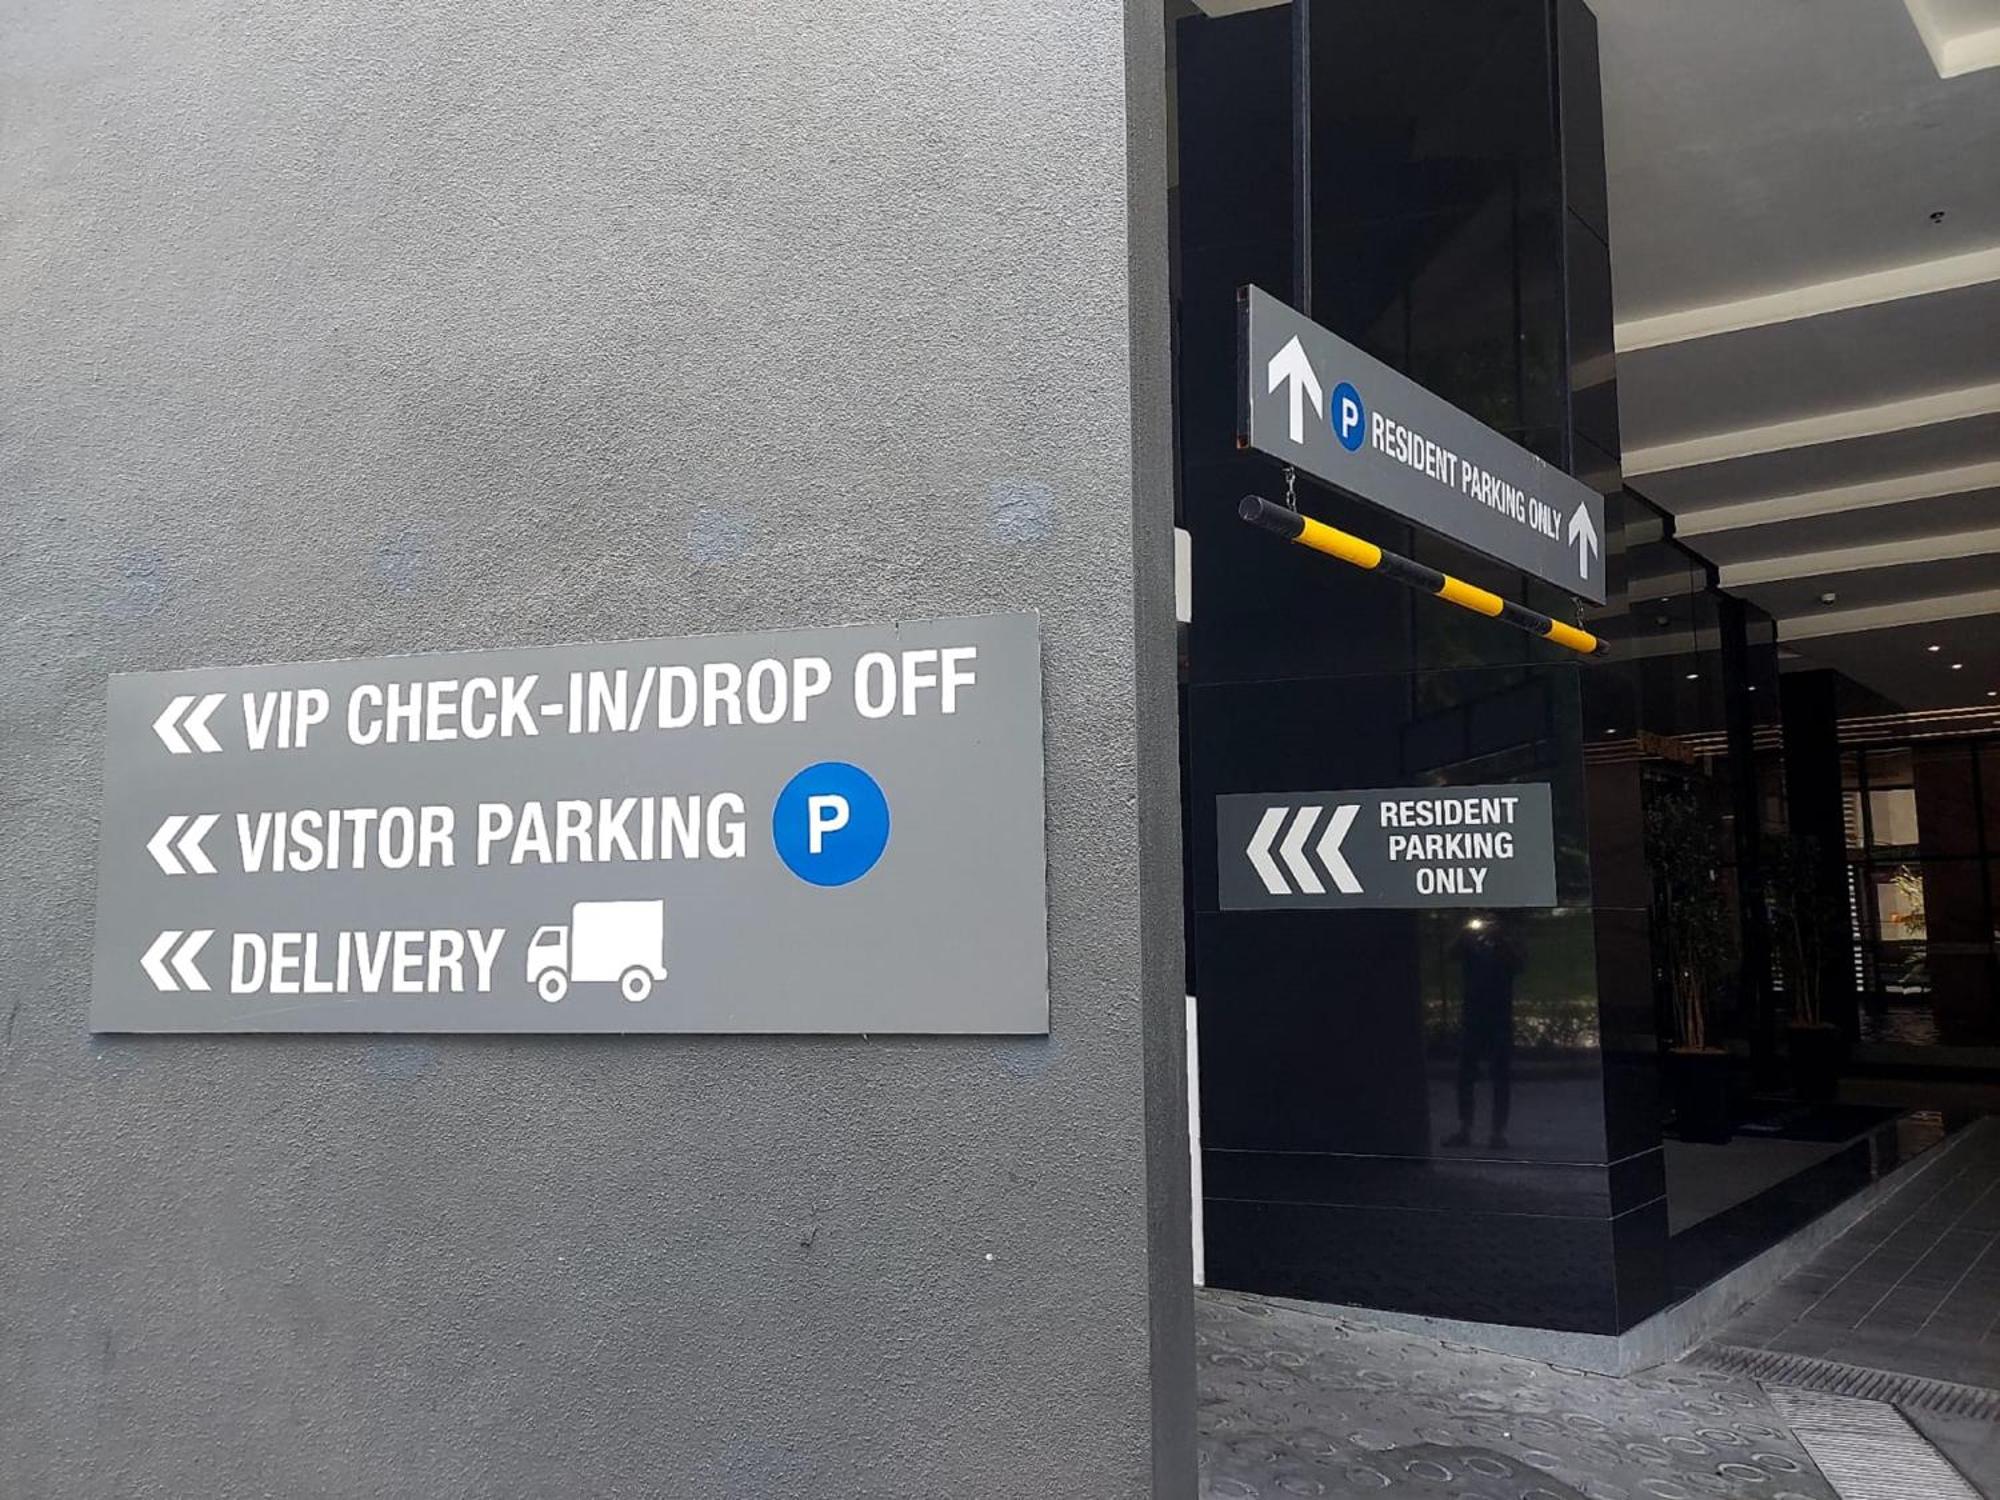 VIP CHECK-IN/DROP OFF
VISITOR PARKING P
DELIVERY
P RESIDENT PARKING ONLY
RESIDENT
PARKING
ONLY